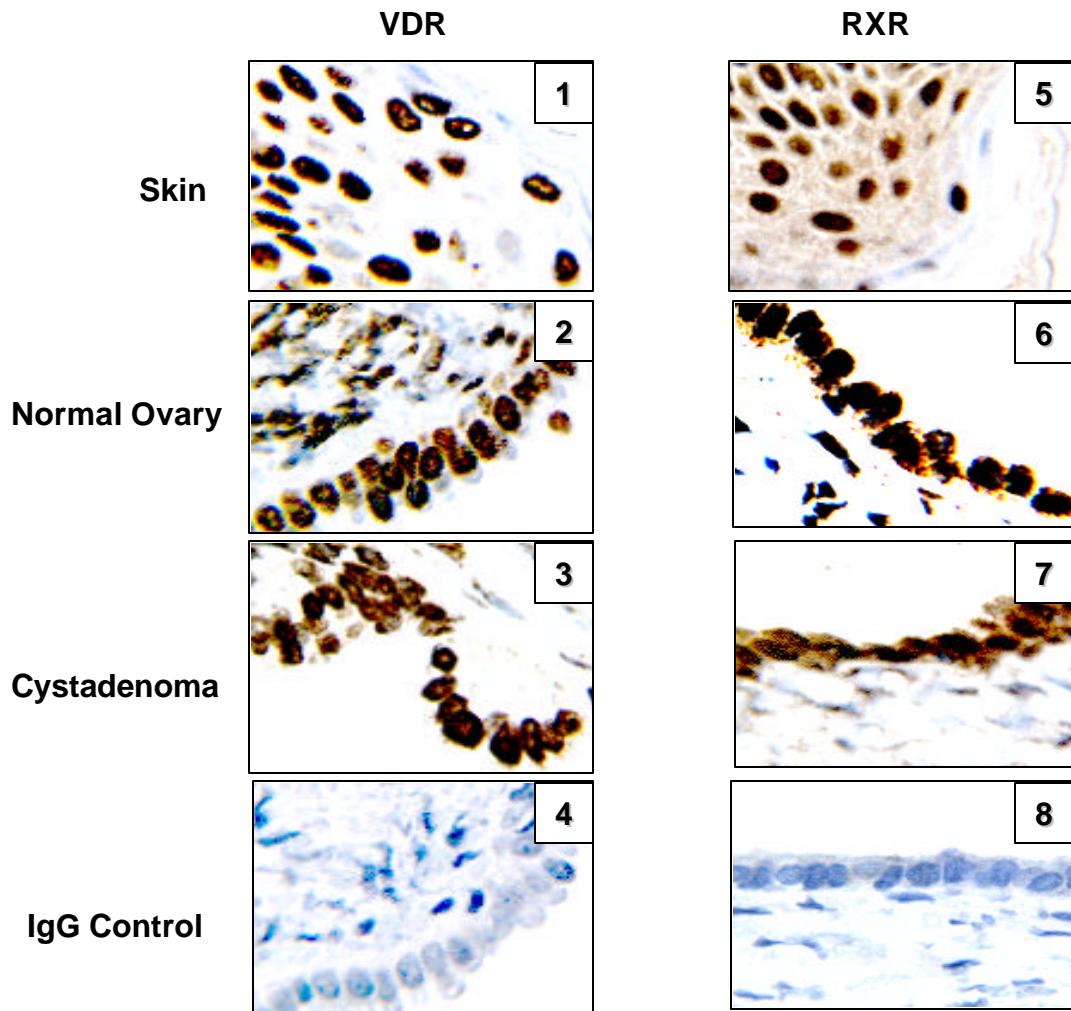 VDR RXR
Skin 1 5
Normal Ovary 2 6
Cystadenoma 3 7
IgG Control 4 8